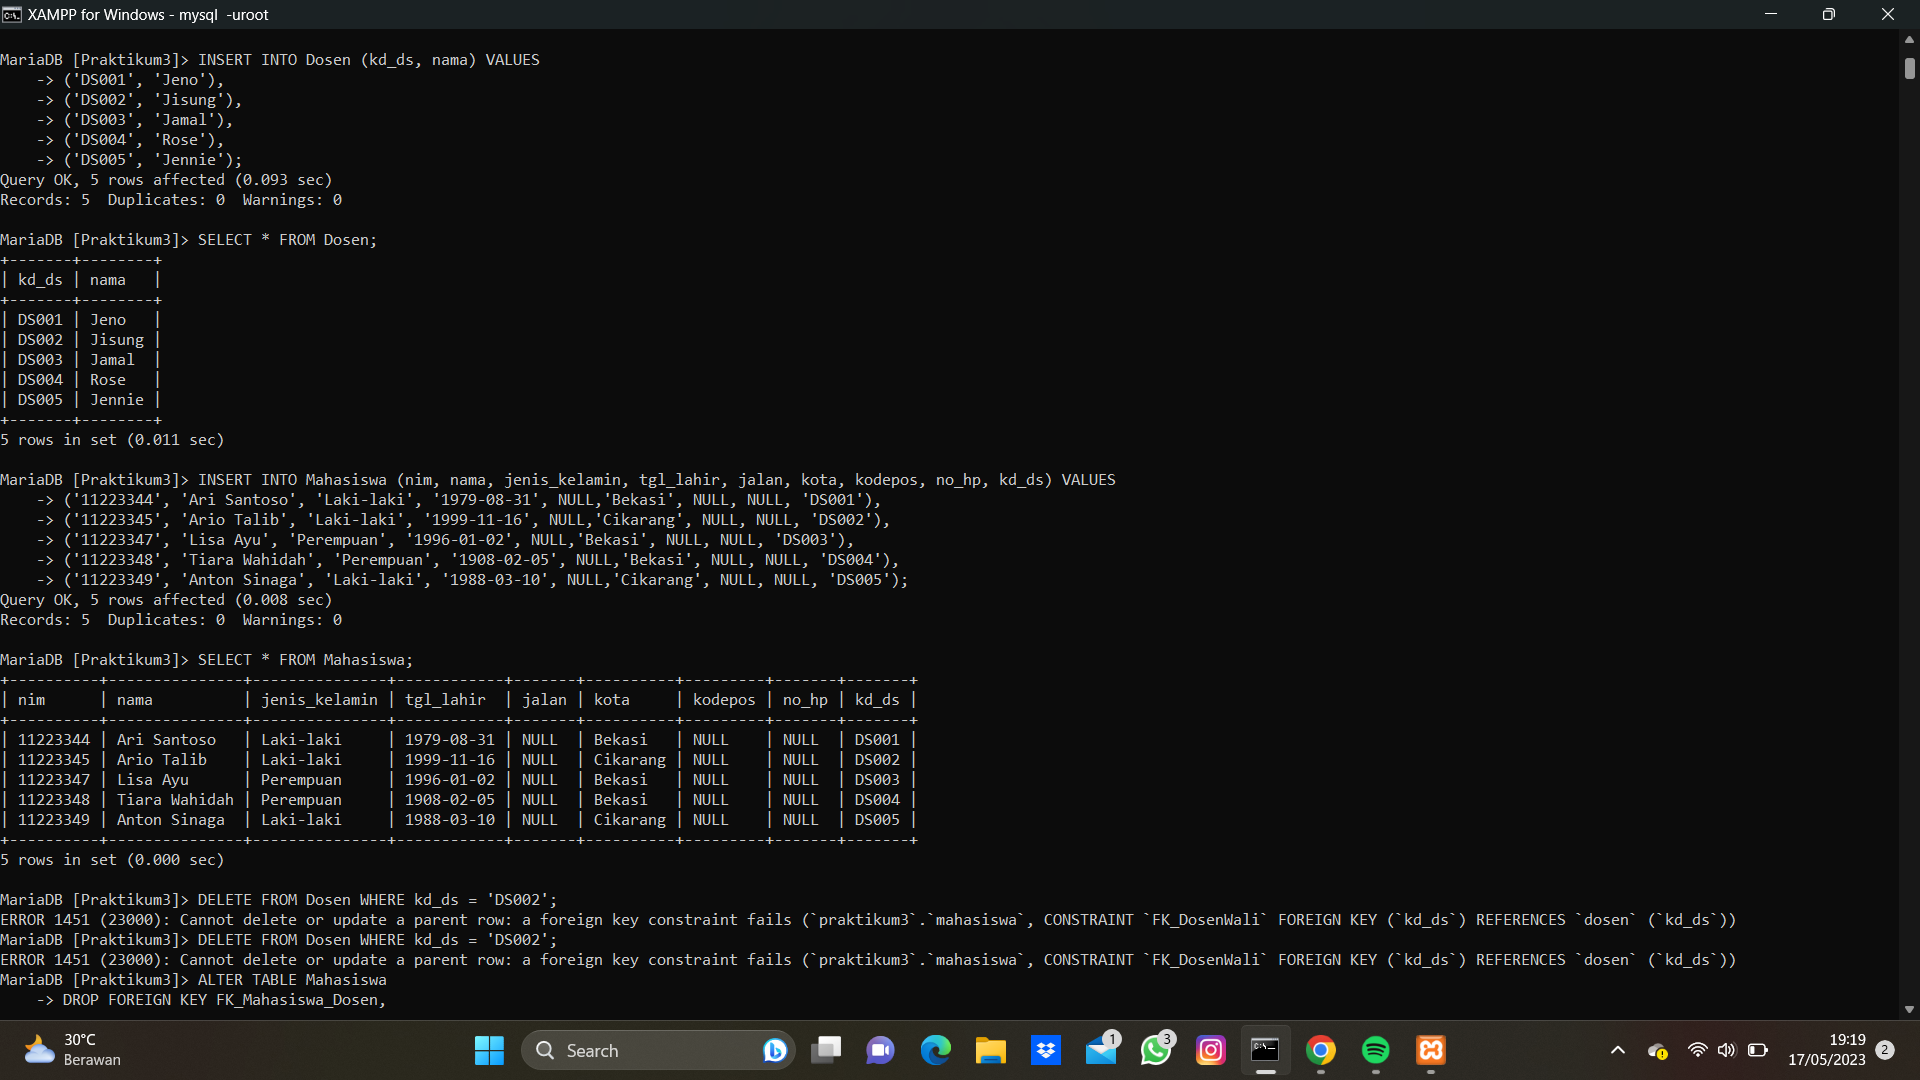 XAMPP for Windows - mysql  -uroot
MariaDB [Praktikum3]> INSERT INTO Dosen (kd_ds, nama) VALUES
    -> ('DS001', 'Jeno'),
    -> ('DS002', 'Jisung'),
    -> ('DS003', 'Jamal'),
    -> ('DS004', 'Rose'),
    -> ('DS005', 'Jennie');
Query OK, 5 rows affected (0.093 sec)
Records: 5  Duplicates: 0  Warnings: 0
MariaDB [Praktikum3]> SELECT * FROM Dosen;
+-------+--------+
| kd_ds | nama   |
+-------+--------+
| DS001 | Jeno   |
| DS002 | Jisung |
| DS003 | Jamal  |
| DS004 | Rose   |
| DS005 | Jennie |
+-------+--------+
5 rows in set (0.011 sec)
MariaDB [Praktikum3]> INSERT INTO Mahasiswa (nim, nama, jenis_kelamin, tgl_lahir, jalan, kota, kodepos, no_hp, kd_ds) VALUES
    -> ('11223344', 'Ari Santoso', 'Laki-laki', '1979-08-31', NULL,'Bekasi', NULL, NULL, 'DS001'),
    -> ('11223345', 'Ario Talib', 'Laki-laki', '1999-11-16', NULL,'Cikarang', NULL, NULL, 'DS002'),
    -> ('11223347', 'Lisa Ayu', 'Perempuan', '1996-01-02', NULL,'Bekasi', NULL, NULL, 'DS003'),
    -> ('11223348', 'Tiara Wahidah', 'Perempuan', '1908-02-05', NULL,'Bekasi', NULL, NULL, 'DS004'),
    -> ('11223349', 'Anton Sinaga', 'Laki-laki', '1988-03-10', NULL,'Cikarang', NULL, NULL, 'DS005');
Query OK, 5 rows affected (0.008 sec)
Records: 5  Duplicates: 0  Warnings: 0
MariaDB [Praktikum3]> SELECT * FROM Mahasiswa;
+----------+---------------+---------------+------------+-------+----------+---------+-------+-------+
| nim      | nama          | jenis_kelamin | tgl_lahir  | jalan | kota     | kodepos | no_hp | kd_ds |
+----------+---------------+---------------+------------+-------+----------+---------+-------+-------+
| 11223344 | Ari Santoso   | Laki-laki     | 1979-08-31 | NULL  | Bekasi   | NULL    | NULL  | DS001 |
| 11223345 | Ario Talib    | Laki-laki     | 1999-11-16 | NULL  | Cikarang | NULL    | NULL  | DS002 |
| 11223347 | Lisa Ayu      | Perempuan     | 1996-01-02 | NULL  | Bekasi   | NULL    | NULL  | DS003 |
| 11223348 | Tiara Wahidah | Perempuan     | 1908-02-05 | NULL  | Bekasi   | NULL    | NULL  | DS004 |
| 11223349 | Anton Sinaga  | Laki-laki     | 1988-03-10 | NULL  | Cikarang | NULL    | NULL  | DS005 |
+----------+---------------+---------------+------------+-------+----------+---------+-------+-------+
5 rows in set (0.000 sec)
MariaDB [Praktikum3]> DELETE FROM Dosen WHERE kd_ds = 'DS002';
ERROR 1451 (23000): Cannot delete or update a parent row: a foreign key constraint fails (`praktikum3`.`mahasiswa`, CONSTRAINT `FK_DosenWali` FOREIGN KEY (`kd_ds`) REFERENCES `dosen` (`kd_ds`))
MariaDB [Praktikum3]> DELETE FROM Dosen WHERE kd_ds = 'DS002';
ERROR 1451 (23000): Cannot delete or update a parent row: a foreign key constraint fails (`praktikum3`.`mahasiswa`, CONSTRAINT `FK_DosenWali` FOREIGN KEY (`kd_ds`) REFERENCES `dosen` (`kd_ds`))
MariaDB [Praktikum3]> ALTER TABLE Mahasiswa
    -> DROP FOREIGN KEY FK_Mahasiswa_Dosen,
30°C
Berawan
Search
1
3
19:19
17/05/2023
2